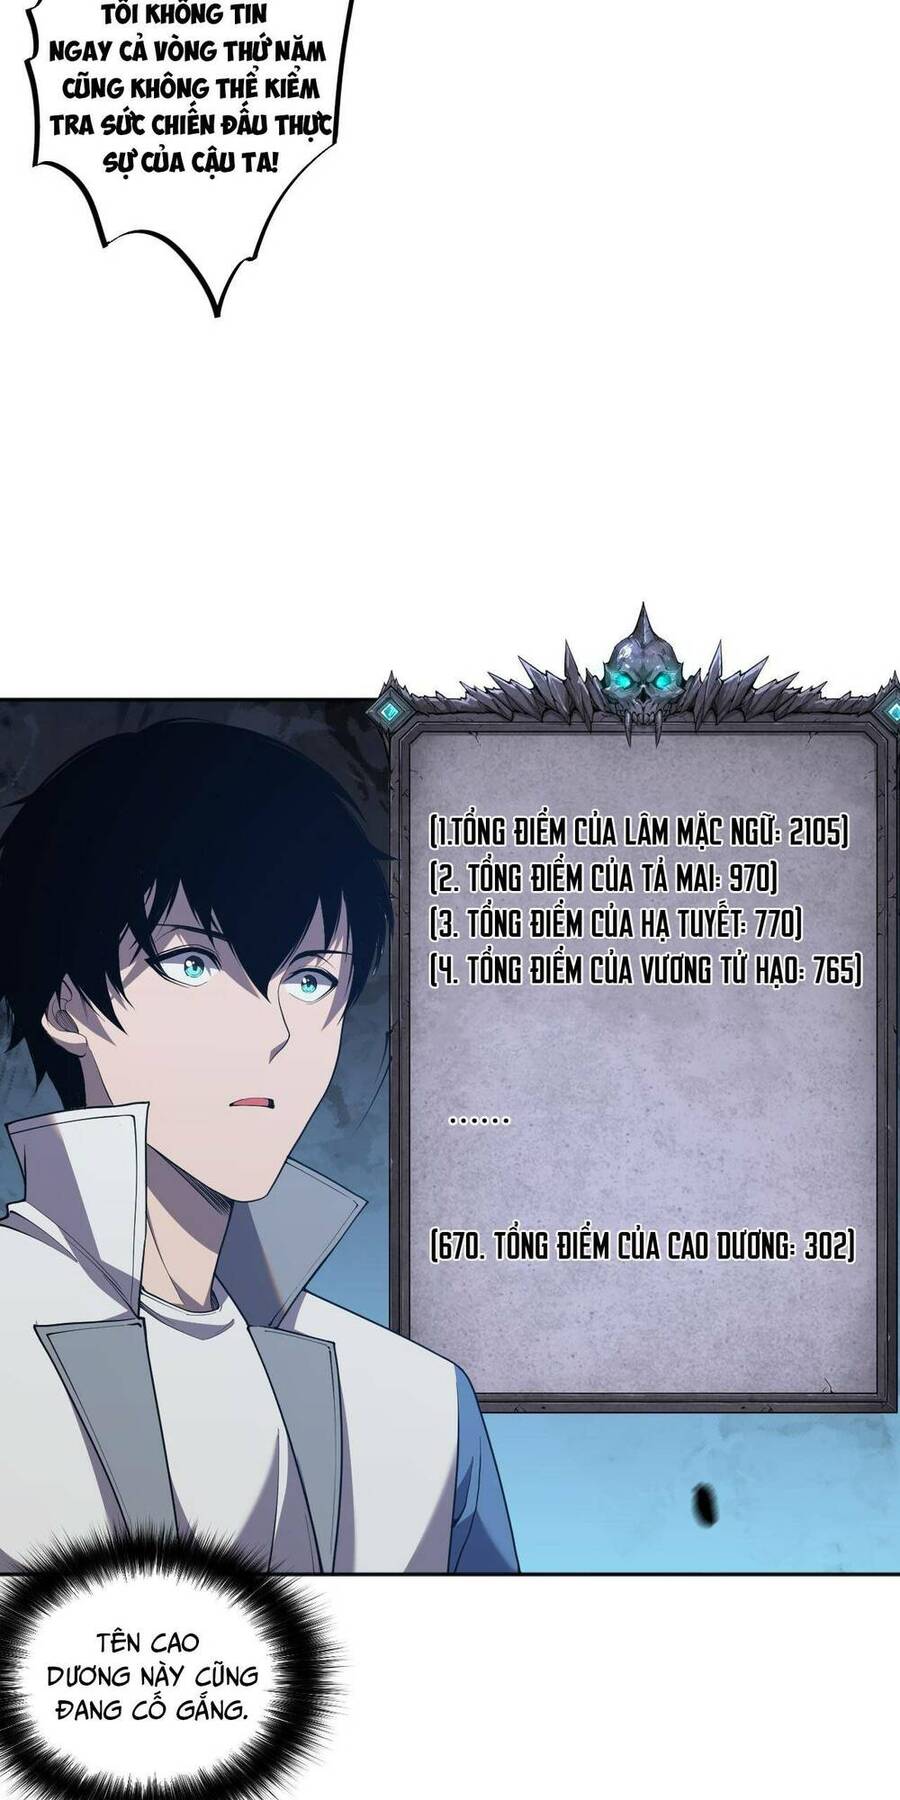 TÔI KHÔNG TIN
NGAY CẢ VÒNG THỨ NĂM
CŨNG KHÔNG THỂ KIỂM
TRA SỨC CHIẾN ĐẤU THỰC
SỰ CỦA CẬU TA!
(1.TỔNG ĐIỂM CỦA LÂM MẶC NGỮ: 2105)
(2. TỔNG ĐIỂM CỦA TẢ MAI: 970)
(3. TỔNG ĐIỂM CỦA HẠ TUYẾT: 770)
(4. TỔNG ĐIỂM CỦA VƯƠNG TỬ HẠO: 765)
......
(670. TỔNG ĐIỂM CỦA CAO DƯƠNG: 302)
TÊN CAO
DƯƠNG NÀY CŨNG
ĐANG CỐ GẮNG.